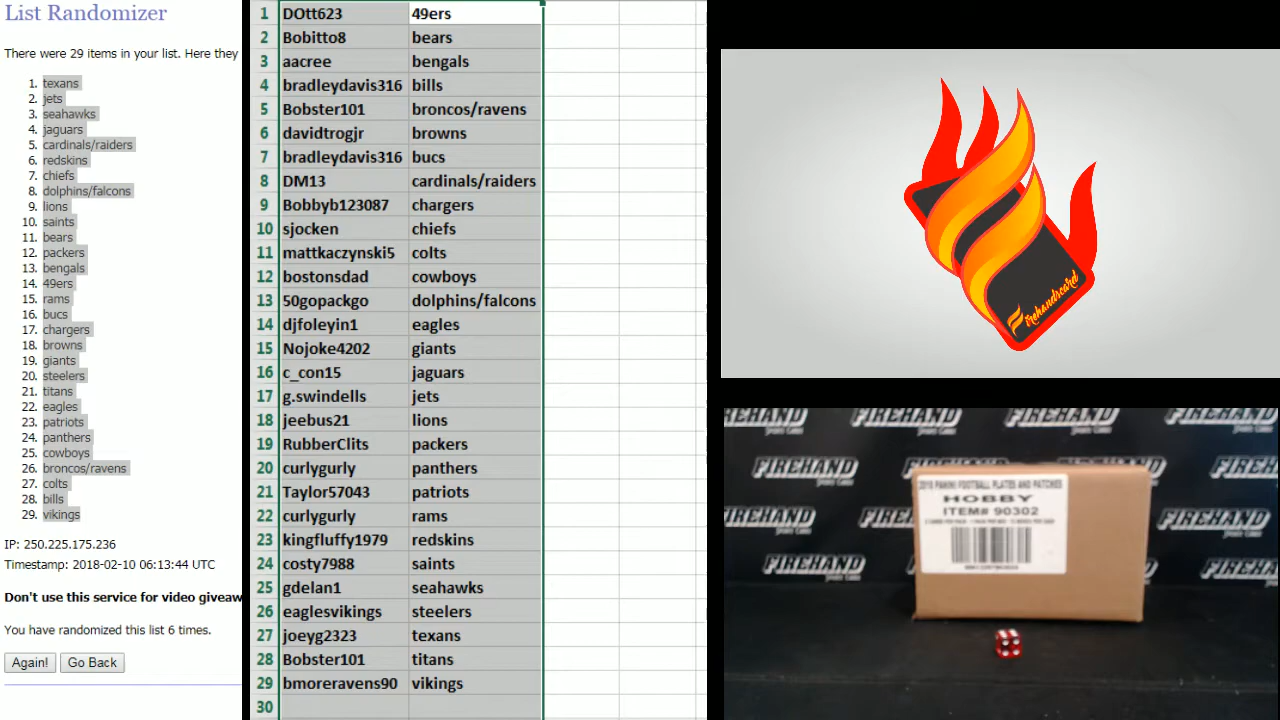 List Randomizer
There were 29 items in your list. Here they
1. texans
2. jets
3. seahawks
4. jaguars
5. cardinals/raiders
6. redskins
7. chiefs
8. dolphins/falcons
9. lions
10. saints
11. bears
12. packers
13. bengals
14. 49ers
15. rams
16. bucs
17. chargers
18. browns
19. giants
20. steelers
21. titans
22. eagles
23. patriots
24. panthers
25. cowboys
26. broncos/ravens
27. colts
28. bills
29. vikings
IP: 250.225.175.236
Timestamp: 2018-02-10 06:13:44 UTC
Don't use this service for video giveaw
You have randomized this list 6 times.
Again! Go Back
1 DOtt623 49ers
2 Bobitto8 bears
3 aacree bengals
4 bradleydavis316 bills
5 Bobster101 broncos/ravens
6 davidtrogjr browns
7 bradleydavis316 bucs
8 DM13 cardinals/raiders
9 Bobbyb123087 chargers
10 sjocken chiefs
11 mattkaczynski5 colts
12 bostonsdad cowboys
13 50gopackgo dolphins/falcons
14 djfoleyin1 eagles
15 Nojoke4202 giants
16 c_con15 jaguars
17 g.swindells jets
18 jeebus21 lions
19 RubberClits packers
20 curlygurly panthers
21 Taylor57043 patriots
22 curlygurly rams
23 kingfluffy1979 redskins
24 costy7988 saints
25 gdelan1 seahawks
26 eaglesvikings steelers
27 joeyg2323 texans
28 Bobster101 titans
29 bmoreravens90 vikings
30
Firehandscard
FIREHAND
FIREHAND
FIREHAND
FIREHAND
2016 PANINI FOOTBALL PLATES AND PATCHES
HOBBY
ITEM# 90302